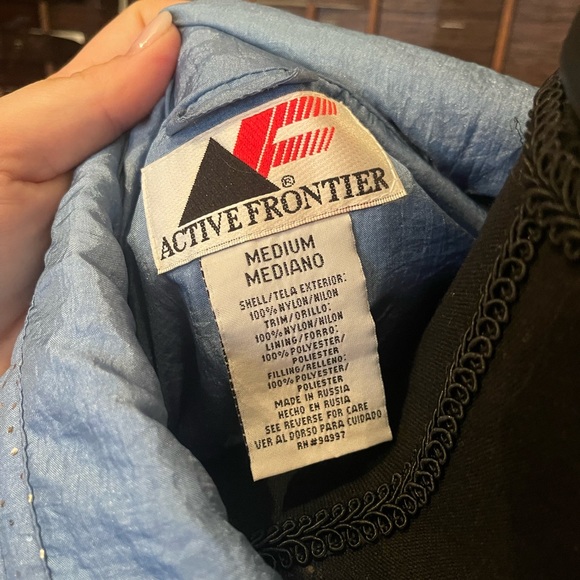 ACTIVE FRONTIER®
MEDIUM
MEDIANO
SHELL/TELA EXTERIOR:
100% NYLON/NILON
TRIM/ORILLO:
100% NYLON/NILON
LINING/FORRO:
100% POLYESTER/
POLIESTER
FILLING/RELLENO:
100% POLYESTER/
POLIESTER
MADE IN RUSSIA
HECHO EN RUSIA
SEE REVERSE FOR CARE
VER AL DORSO PARA CUIDADO
RN#94997